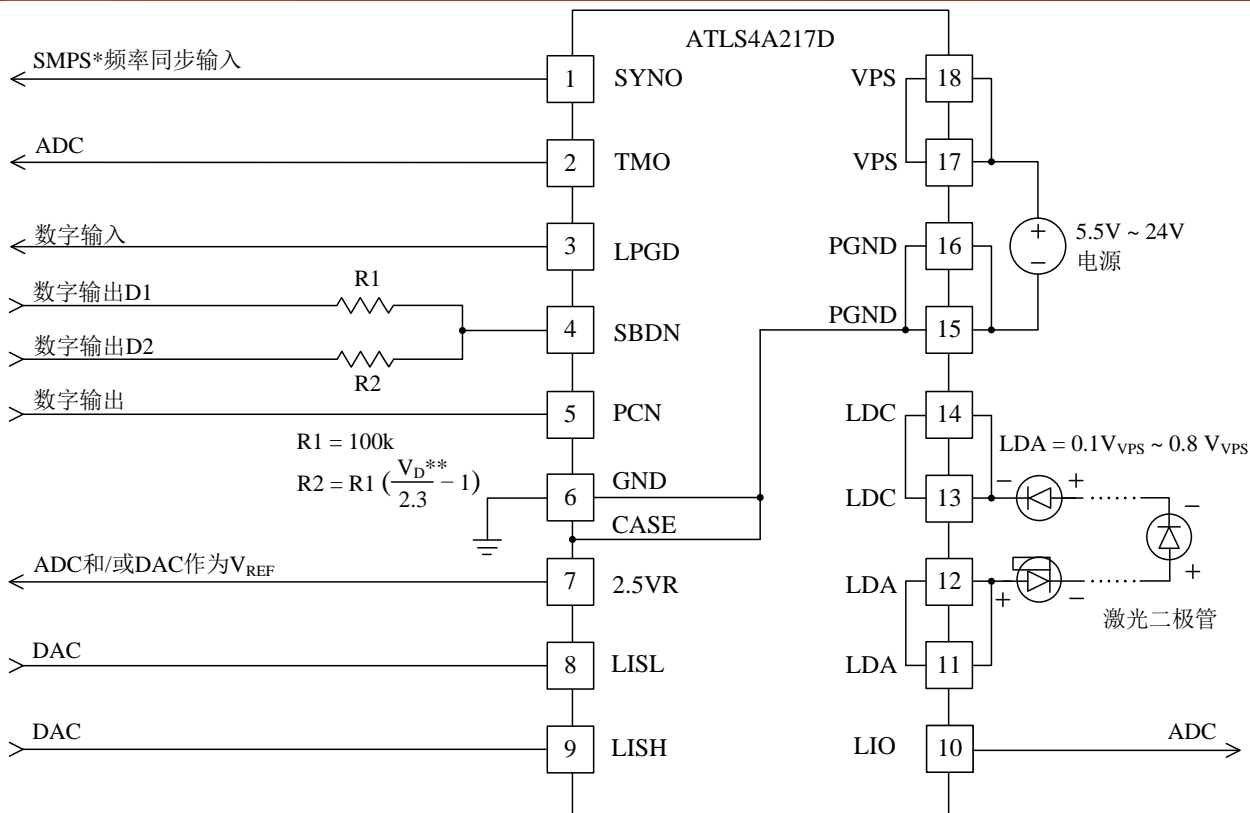 ATLS4A217D
SMPS*频率同步输入
1
SYNO
ADC
2
TMO
数字输入
3
LPGD
数字输出D1
R1
数字输出D2
R2
4
SBDN
数字输出
5
PCN
R1 = 100k
R2 = R1 (V_D**/2.3 − 1)
6
GND
CASE
ADC和/或DAC作为V_REF
7
2.5VR
DAC
8
LISL
DAC
9
LISH
VPS
18
VPS
17
PGND
16
PGND
15
+
−
5.5V ~ 24V
电源
LDC
14
LDA = 0.1V_VPS ~ 0.8 V_VPS
LDC
13
− +
−
+
LDA
12
+ −
激光二极管
LDA
11
LIO
10
ADC